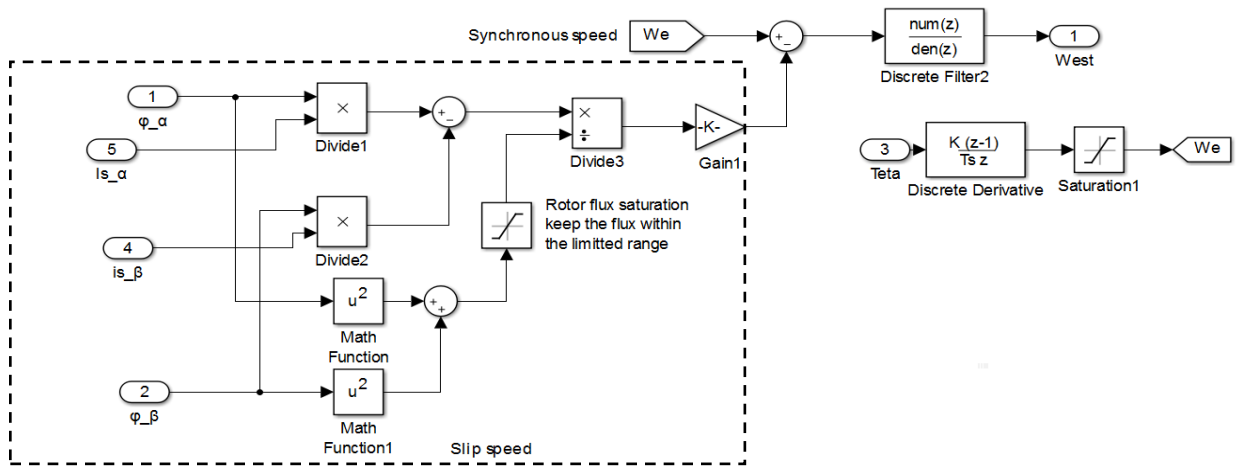 Synchronous speed
We
+
−
num(z)
den(z)
Discrete Filter2
1
West
1
φ_α
5
Is_α
×
Divide1
+
−
×
÷
Divide3
-K-
Gain1
3
Teta
K (z-1)
Ts z
Discrete Derivative
Saturation1
We
4
is_β
×
Divide2
Rotor flux saturation
keep the flux within
the limitted range
u²
Math
Function
+
+
2
φ_β
u²
Math
Function1
Slip speed